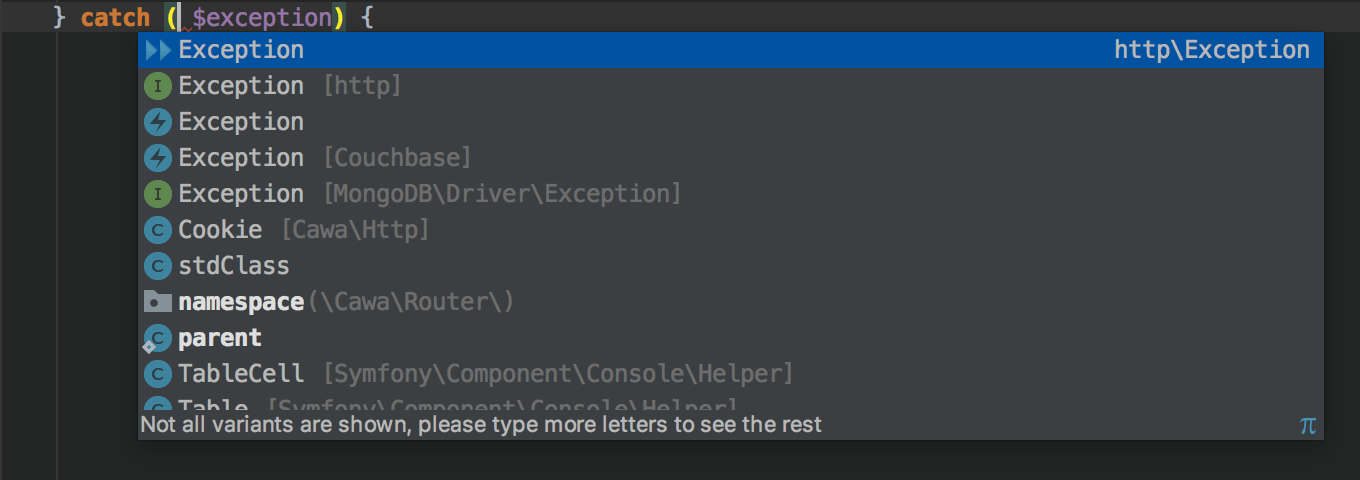 } catch ( $exception) {
Exception http\Exception
I Exception [http]
Exception
Exception [Couchbase]
I Exception [MongoDB\Driver\Exception]
C Cookie [Cawa\Http]
C stdClass
namespace(\Cawa\Router\)
C parent
C TableCell [Symfony\Component\Console\Helper]
C Table [Symfony\Component\Console\Helper]
Not all variants are shown, please type more letters to see the rest π